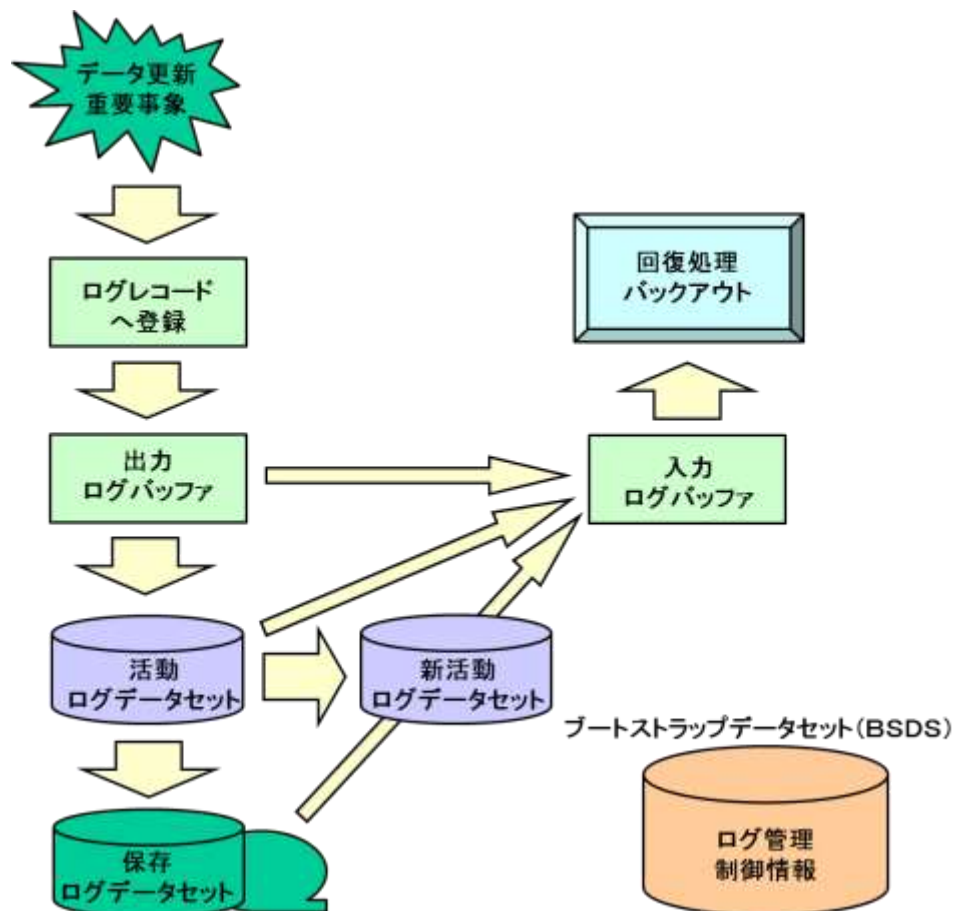 データ更新
重要事象
ログレコード
へ登録
回復処理
バックアウト
出力
ログバッファ
入力
ログバッファ
活動
ログデータセット
新活動
ログデータセット
ブートストラップデータセット(BSDS)
保存
ログデータセット
ログ管理
制御情報